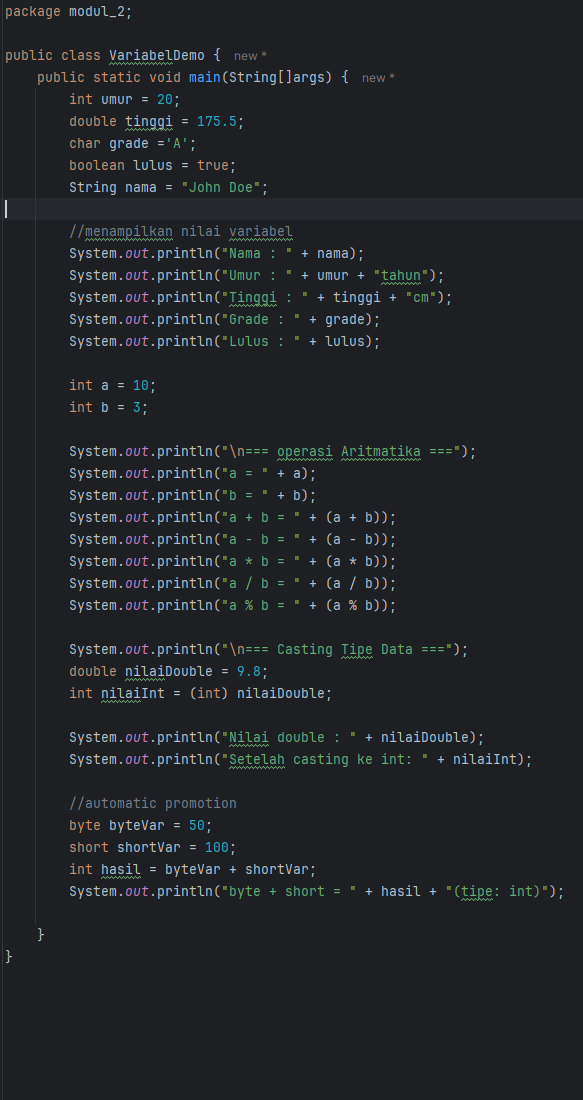 package modul_2;
public class VariabelDemo {  new *
    public static void main(String[]args) {  new *
        int umur = 20;
        double tinggi = 175.5;
        char grade ='A';
        boolean lulus = true;
        String nama = "John Doe";
        //menampilkan nilai variabel
        System.out.println("Nama : " + nama);
        System.out.println("Umur : " + umur + "tahun");
        System.out.println("Tinggi : " + tinggi + "cm");
        System.out.println("Grade : " + grade);
        System.out.println("Lulus : " + lulus);
        int a = 10;
        int b = 3;
        System.out.println("\n=== operasi Aritmatika ===");
        System.out.println("a = " + a);
        System.out.println("b = " + b);
        System.out.println("a + b = " + (a + b));
        System.out.println("a - b = " + (a - b));
        System.out.println("a * b = " + (a * b));
        System.out.println("a / b = " + (a / b));
        System.out.println("a % b = " + (a % b));
        System.out.println("\n=== Casting Tipe Data ===");
        double nilaiDouble = 9.8;
        int nilaiInt = (int) nilaiDouble;
        System.out.println("Nilai double : " + nilaiDouble);
        System.out.println("Setelah casting ke int: " + nilaiInt);
        //automatic promotion
        byte byteVar = 50;
        short shortVar = 100;
        int hasil = byteVar + shortVar;
        System.out.println("byte + short = " + hasil + "(tipe: int)");
    }
}